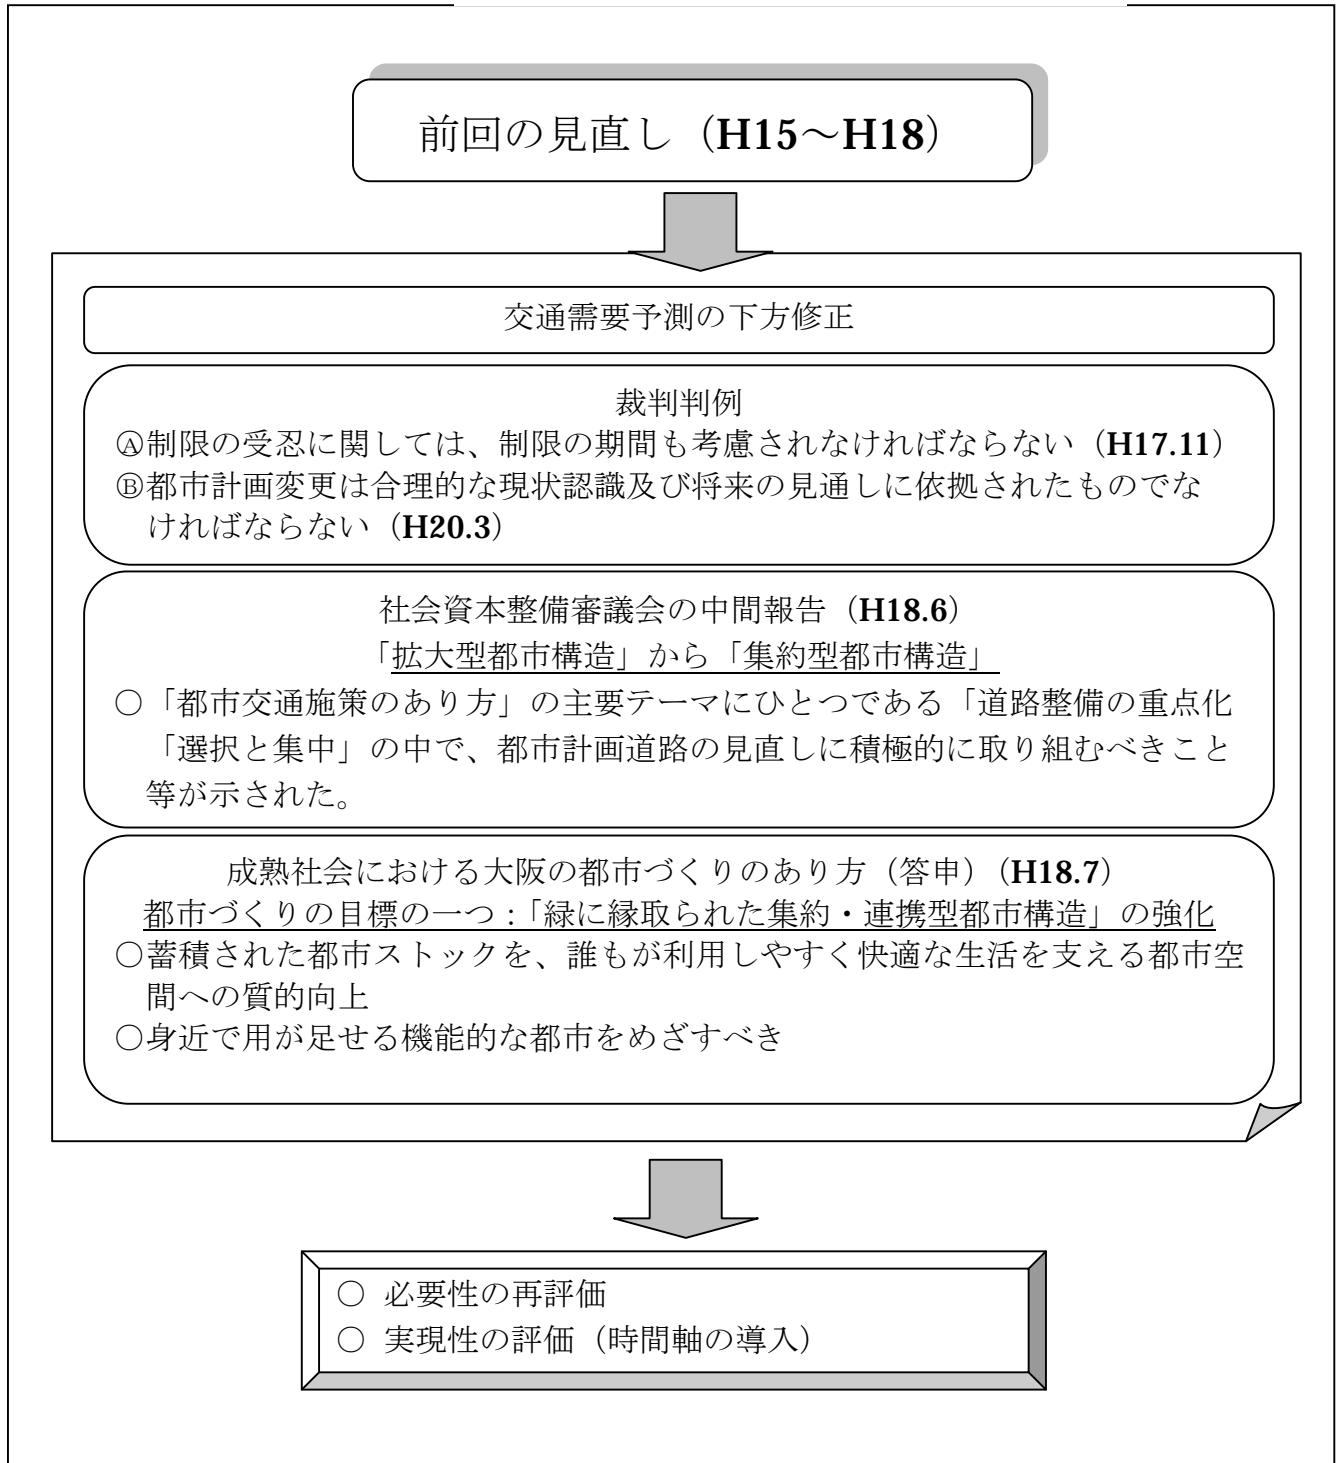 前回の見直し（H15～H18）
交通需要予測の下方修正
裁判判例
Ⓐ制限の受忍に関しては、制限の期間も考慮されなければならない（H17.11）
Ⓑ都市計画変更は合理的な現状認識及び将来の見通しに依拠されたものでな
ければならない（H20.3）
社会資本整備審議会の中間報告（H18.6）
「拡大型都市構造」から「集約型都市構造」
○「都市交通施策のあり方」の主要テーマにひとつである「道路整備の重点化
「選択と集中」の中で、都市計画道路の見直しに積極的に取り組むべきこと
等が示された。
成熟社会における大阪の都市づくりのあり方（答申）（H18.7）
都市づくりの目標の一つ：「緑に縁取られた集約・連携型都市構造」の強化
○蓄積された都市ストックを、誰もが利用しやすく快適な生活を支える都市空
間への質的向上
○身近で用が足せる機能的な都市をめざすべき
○ 必要性の再評価
○ 実現性の評価（時間軸の導入）